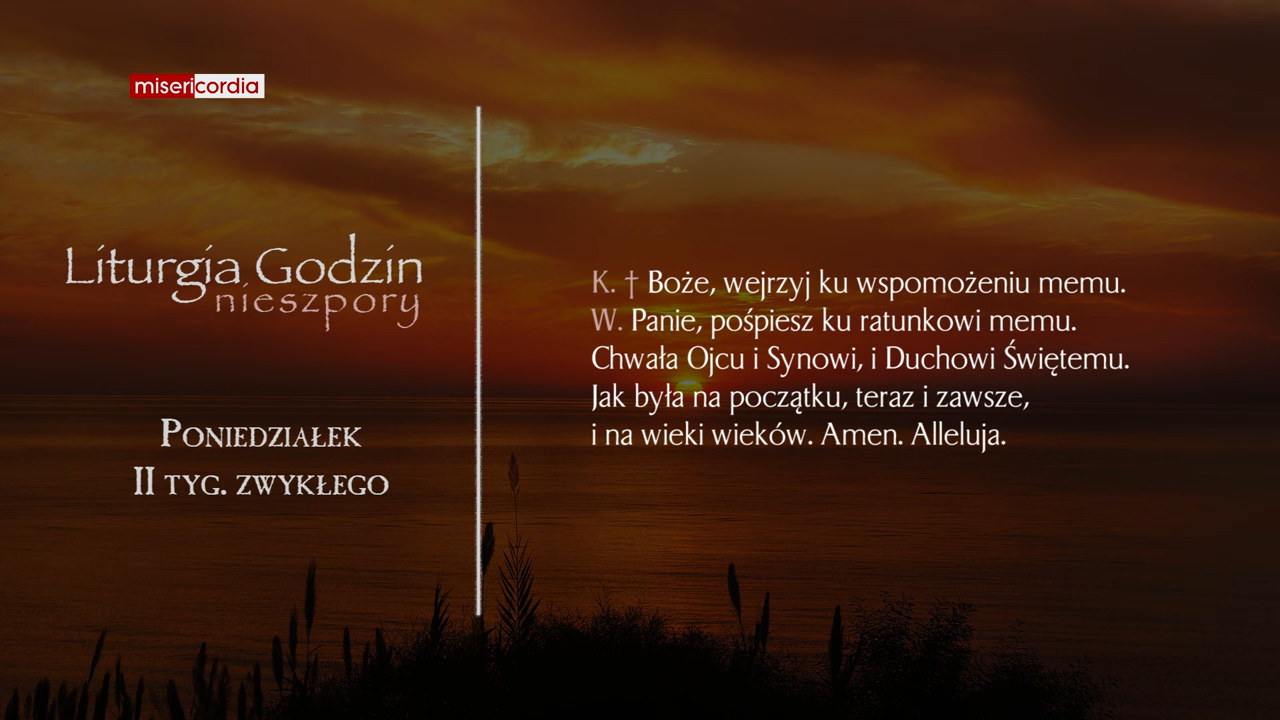 misericordia
Liturgia Godzin
nieszpory
Poniedziałek
II tyg. zwykłego
K. † Boże, wejrzyj ku wspomożeniu memu.
W. Panie, pośpiesz ku ratunkowi memu.
Chwała Ojcu i Synowi, i Duchowi Świętemu.
Jak była na początku, teraz i zawsze,
i na wieki wieków. Amen. Alleluja.